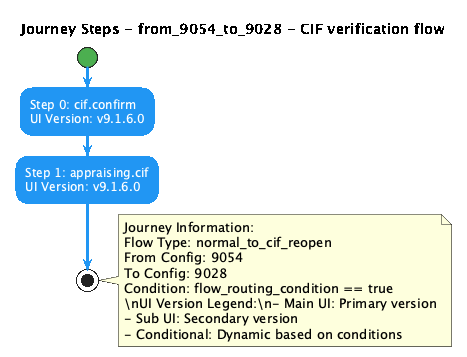 Journey Steps - from_9054_to_9028 - CIF verification flow
Step 0: cif.confirm
UI Version: v9.1.6.0
Step 1: appraising.cif
UI Version: v9.1.6.0
Journey Information:
Flow Type: normal_to_cif_reopen
From Config: 9054
To Config: 9028
Condition: flow_routing_condition == true
\nUI Version Legend:\n- Main UI: Primary version
- Sub UI: Secondary version
- Conditional: Dynamic based on conditions